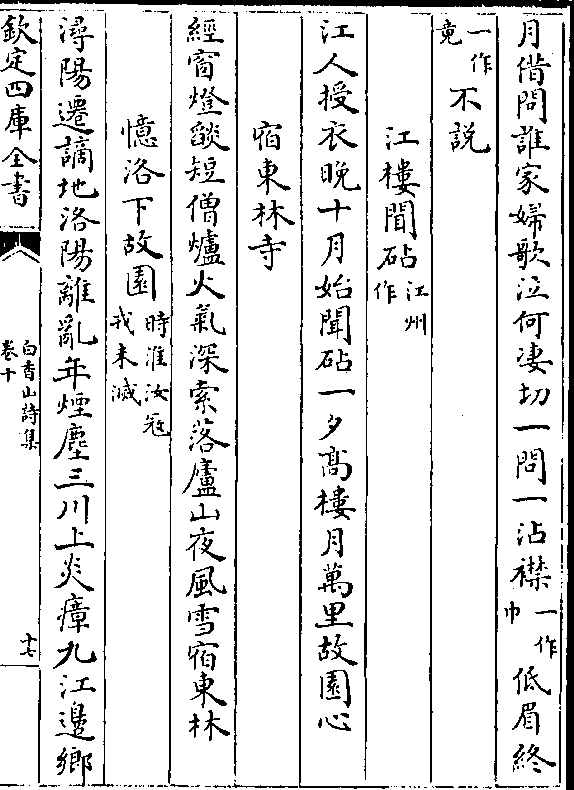 月借問誰家婦歌泣何凄切一問一沾襟一作巾低眉終
一作竟不說
江樓聞砧江州作
江人授衣晚十月始聞砧一夕髙樓月萬里故園心
宿東林寺
經窗燈燄短僧爐火氣深索落廬山夜風雪宿東林
憶洛下故園時淮汝冦戎未滅
潯陽遷謫地洛陽離亂年煙塵三川上炎瘴九江邊鄉
欽定四庫全書
白香山詩集
卷十
十七